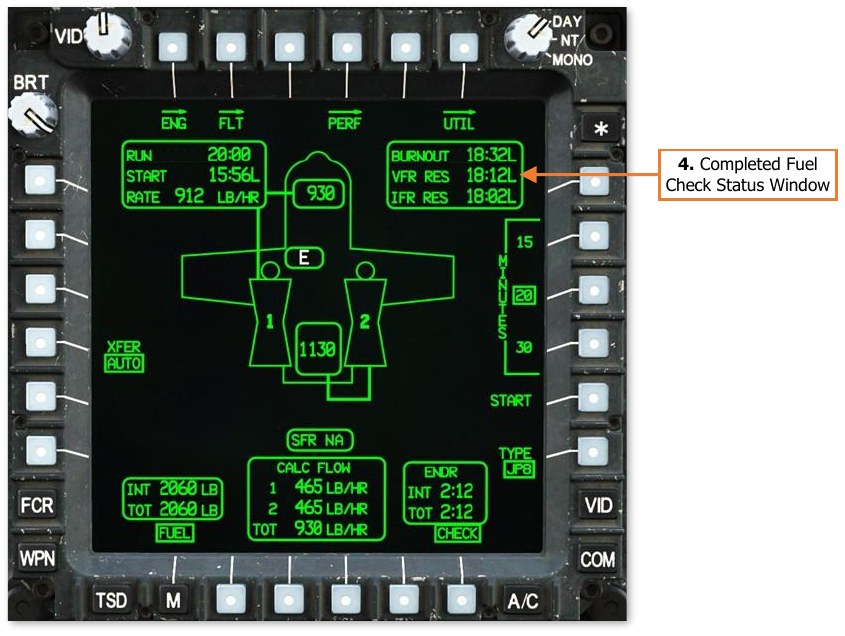 VID
DAY
NT
MONO
BRT
ENG FLT PERF UTIL
*
RUN 20:00
START 15:56L
RATE 912 LB/HR
BURNOUT 18:32L
VFR RES 18:12L
IFR RES 18:02L
4. Completed Fuel
Check Status Window
930
E
15
MINUTES
20
30
1 2
1130
XFER
AUTO
START
SFR NA
TYPE
JP8
CALC FLOW
1 465 LB/HR
2 465 LB/HR
TOT 930 LB/HR
INT 2060 LB
TOT 2060 LB
FUEL
ENDR
INT 2:12
TOT 2:12
CHECK
FCR
VID
WPN
COM
TSD M A/C